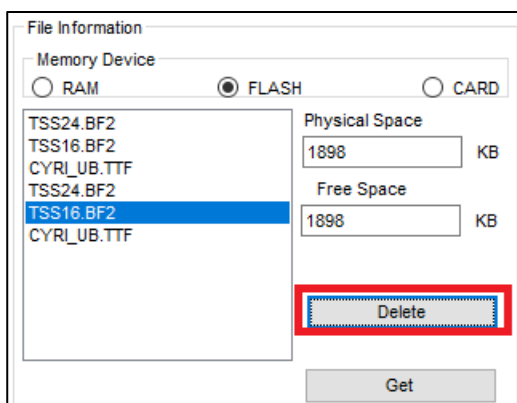 File Information
Memory Device
RAM
FLASH
CARD
TSS24.BF2
TSS16.BF2
CYRI_UB.TTF
TSS24.BF2
TSS16.BF2
CYRI_UB.TTF
Physical Space
1898 KB
Free Space
1898 KB
Delete
Get